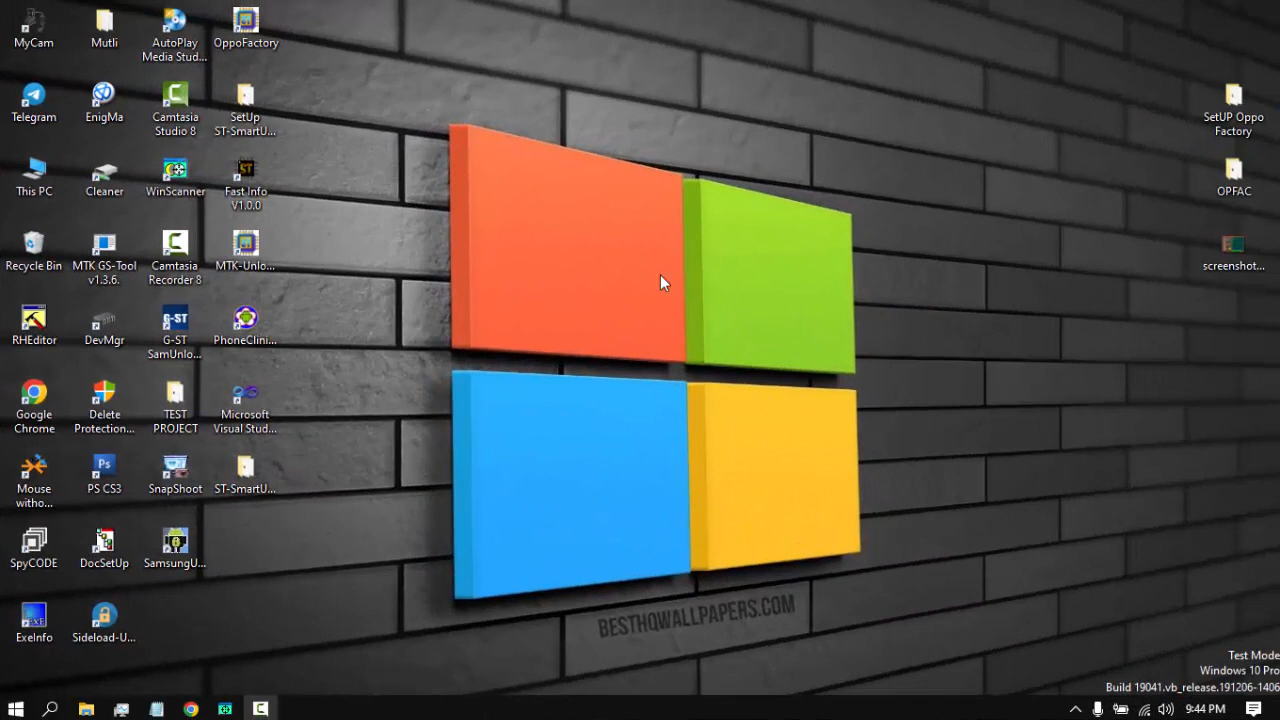 MyCam
Mutli
AutoPlay
Media Stud...
OppoFactory
Telegram
EnigMa
Camtasia
Studio 8
SetUp
ST-SmartU...
This PC
Cleaner
WinScanner
Fast Info
V1.0.0
Recycle Bin
MTK GS-Tool
v1.3.6.
Camtasia
Recorder 8
MTK-Unlo...
RHEditor
DevMgr
G-ST
G-ST
SamUnlo...
PhoneClini...
Google
Chrome
Delete
Protection...
TEST
PROJECT
Microsoft
Visual Stud...
Mouse
witho...
Ps
PS CS3
SnapShoot
ST-SmartU...
SpyCODE
DocSetUp
SamsungU...
ExeInfo
Sideload-U...
SetUP Oppo
Factory
OPFAC
screenshot...
BESTHQWALLPAPERS.COM
Test Mode
Windows 10 Pro
Build 19041.vb_release.191206-1406
9:44 PM